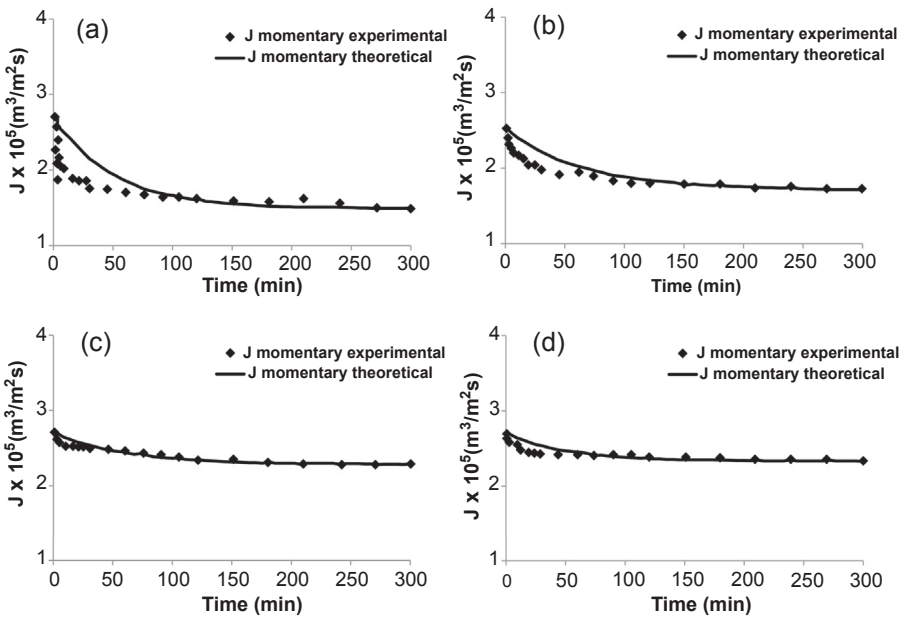 (a)
◆ J momentary experimental
J momentary theoretical
J x 10⁵(m³/m²s)
4
3
2
1
0 50 100 150 200 250 300
Time (min)
(b)
◆ J momentary experimental
J momentary theoretical
J x 10⁵(m³/m²s)
4
3
2
1
0 50 100 150 200 250 300
Time (min)
(c)
◆ J momentary experimental
J momentary theoretical
J x 10⁵(m³/m²s)
4
3
2
1
0 50 100 150 200 250 300
Time (min)
(d)
◆ J momentary experimental
J momentary theoretical
J x 10⁵(m³/m²s)
4
3
2
1
0 50 100 150 200 250 300
Time (min)